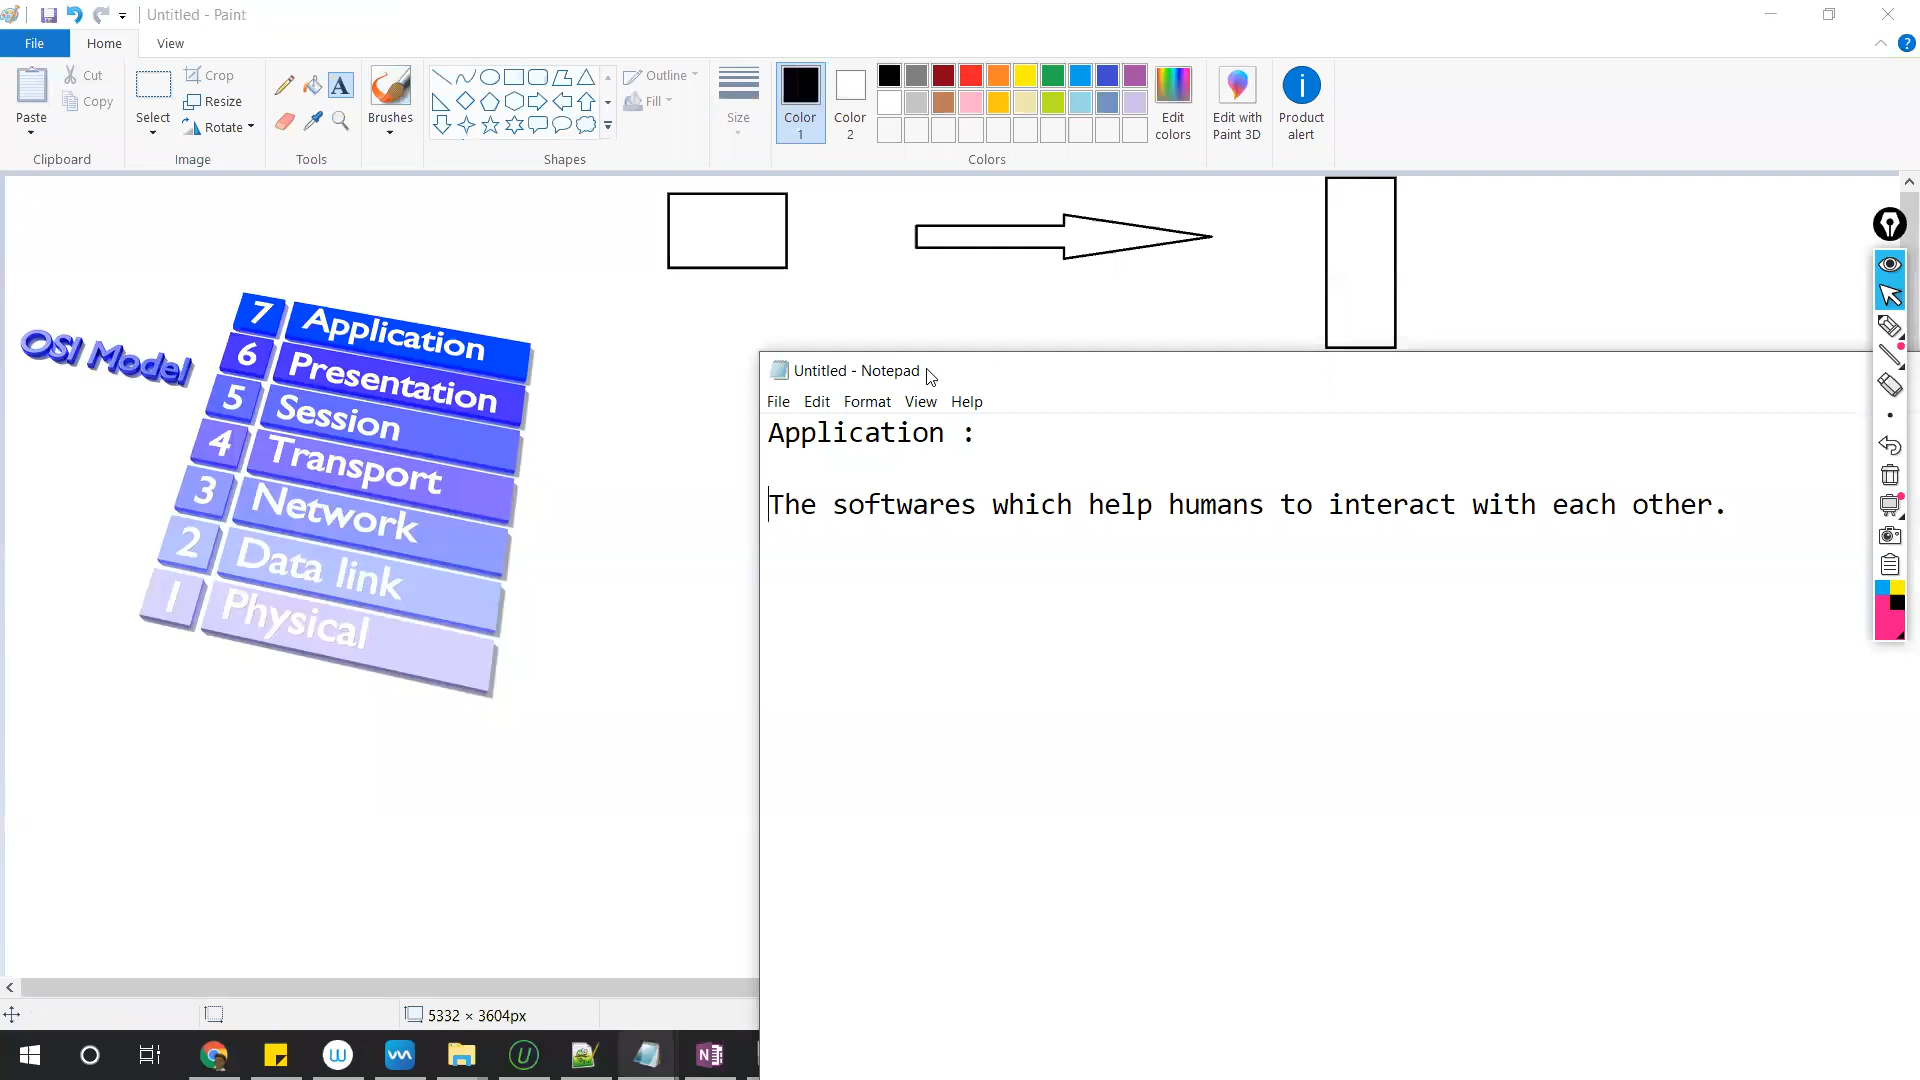 Untitled - Paint
File Home View
Paste
Cut
Copy
Clipboard
Select
Crop
Resize
Rotate
Image
Tools
Brushes
Shapes
Outline
Fill
Size
Color 1
Color 2
Colors
Edit colors
Edit with Paint 3D
Product alert
OSI Model
7 Application
6 Presentation
5 Session
4 Transport
3 Network
2 Data link
1 Physical
Untitled - Notepad
File Edit Format View Help
Application :
The softwares which help humans to interact with each other.
5332 × 3604px